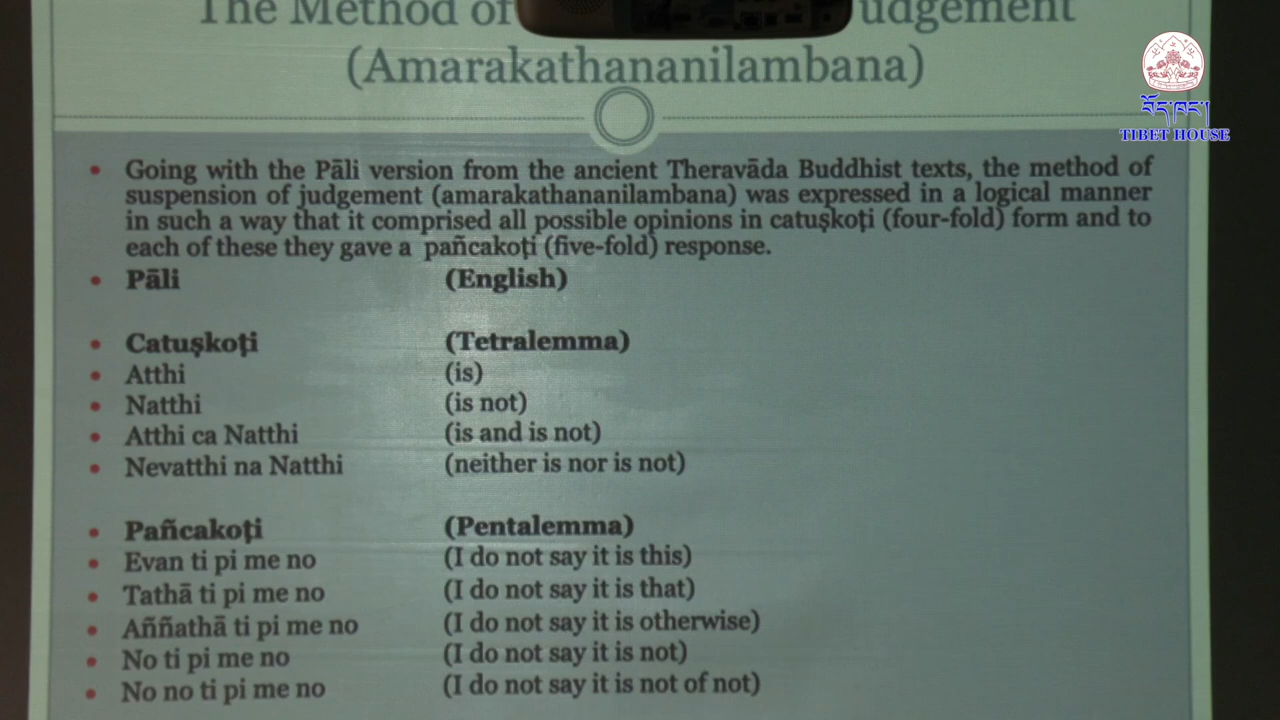 The Method of udgement
(Amarakathananilambana)
བོད་ཁང་།
TIBET HOUSE
• Going with the Pāli version from the ancient Theravāda Buddhist texts, the method of
suspension of judgement (amarakathananilambana) was expressed in a logical manner
in such a way that it comprised all possible opinions in catuṣkoṭi (four-fold) form and to
each of these they gave a pañcakoṭi (five-fold) response.
• Pāli (English)
• Catuṣkoṭi (Tetralemma)
• Atthi (is)
• Natthi (is not)
• Atthi ca Natthi (is and is not)
• Nevatthi na Natthi (neither is nor is not)
• Pañcakoṭi (Pentalemma)
• Evan ti pi me no (I do not say it is this)
• Tathā ti pi me no (I do not say it is that)
• Aññathā ti pi me no (I do not say it is otherwise)
• No ti pi me no (I do not say it is not)
• No no ti pi me no (I do not say it is not of not)